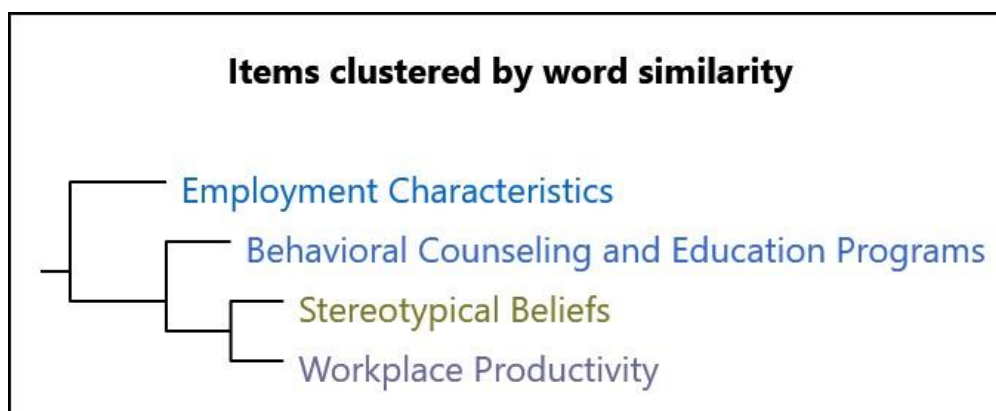 Items clustered by word similarity
Employment Characteristics
Behavioral Counseling and Education Programs
Stereotypical Beliefs
Workplace Productivity